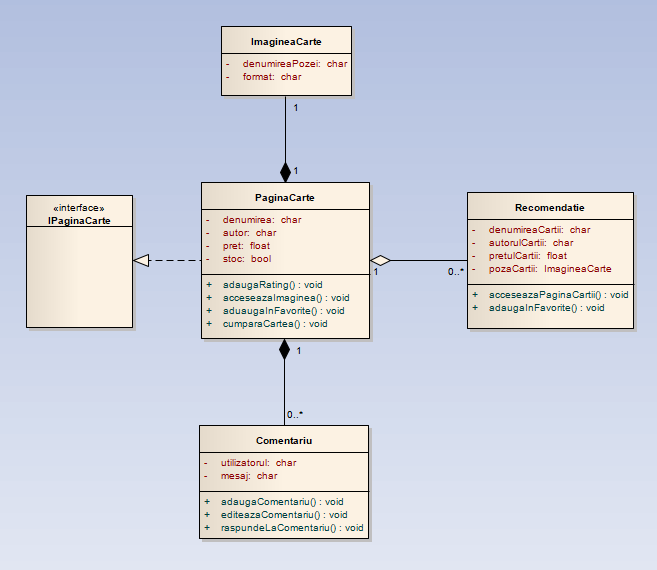 ImagineaCarte
- denumireaPozei: char
- format: char
1
1
«interface»
IPaginaCarte
PaginaCarte
- denumirea: char
- autor: char
- pret: float
- stoc: bool
+ adaugaRating() : void
+ acceseazaImaginea() : void
+ aduaugaInFavorite() : void
+ cumparaCartea() : void
1
0..*
Recomendatie
- denumireaCartii: char
- autorulCartii: char
- pretulCartii: float
- pozaCartii: ImagineaCarte
+ acceseazaPaginaCartii() : void
+ adaugaInFavorite() : void
1
0..*
Comentariu
- utilizatorul: char
- mesaj: char
+ adaugaComentariu() : void
+ editeazaComentariu() : void
+ raspundeLaComentariu() : void